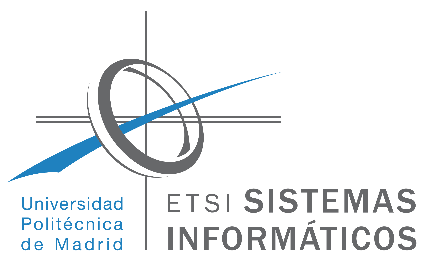 Universidad
Politécnica
de Madrid
ETSI SISTEMAS
INFORMÁTICOS